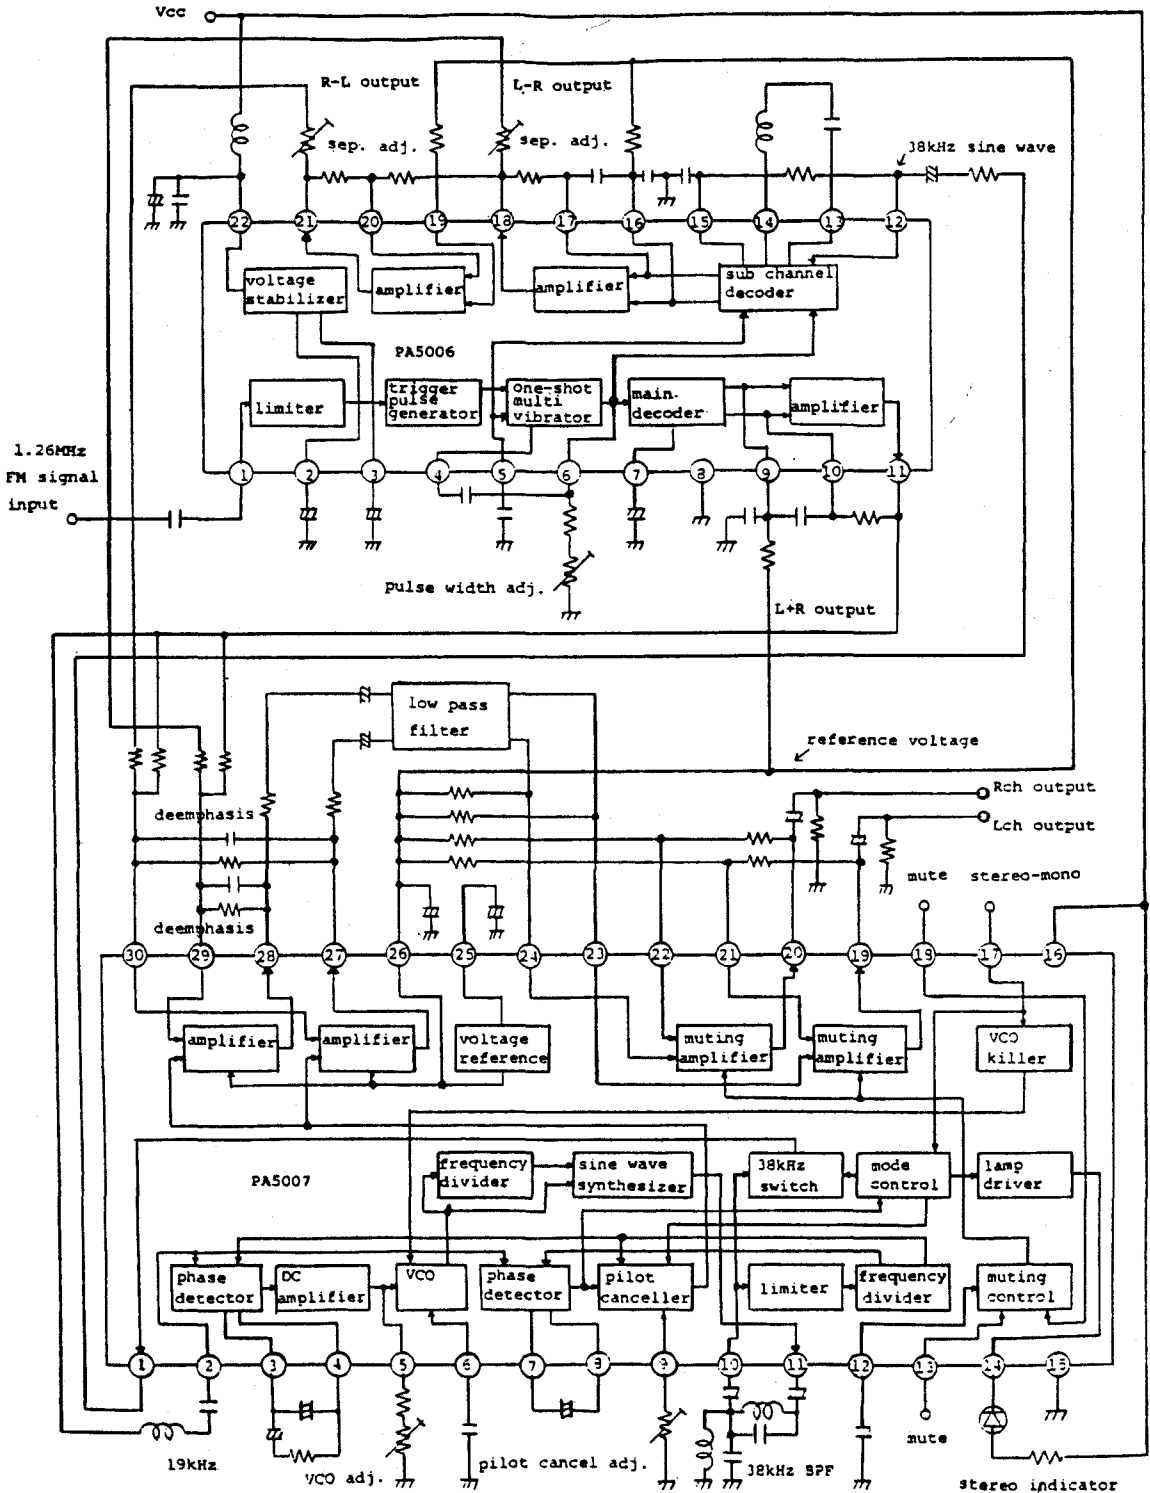 Vcc
R-L output
L-R output
sep. adj.
sep. adj.
38kHz sine wave
22
21
20
19
18
17
16
15
14
13
12
voltage
stabilizer
amplifier
amplifier
sub channel
decoder
PA5006
limiter
trigger
pulse
generator
one-shot
multi
vibrator
main.
decoder
amplifier
1.26MHz
FM signal
input
1
2
3
4
5
6
7
8
9
10
11
pulse width adj.
L+R output
low pass
filter
reference voltage
Rch output
Lch output
deemphasis
mute
stereo-mono
deemphasis
30
29
28
27
26
25
24
23
22
21
20
19
18
17
16
amplifier
amplifier
voltage
reference
muting
amplifier
muting
amplifier
VCO
killer
PA5007
frequency
divider
sine wave
synthesizer
38kHz
switch
mode
control
lamp
driver
phase
detector
DC
amplifier
VCO
phase
detector
pilot
canceller
limiter
frequency
divider
muting
control
1
2
3
4
5
6
7
8
9
10
11
12
13
14
15
19kHz
VCO adj.
pilot cancel adj.
38kHz BPF
mute
stereo indicator